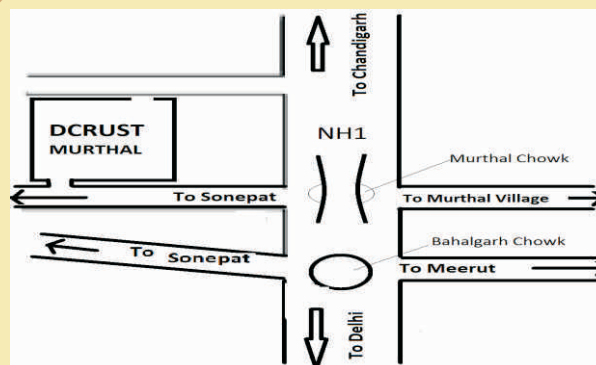 To Chandigarh
DCRUST
MURTHAL
NH1
Murthal Chowk
To Sonepat
To Murthal Village
Bahalgarh Chowk
To Sonepat
To Meerut
To Delhi